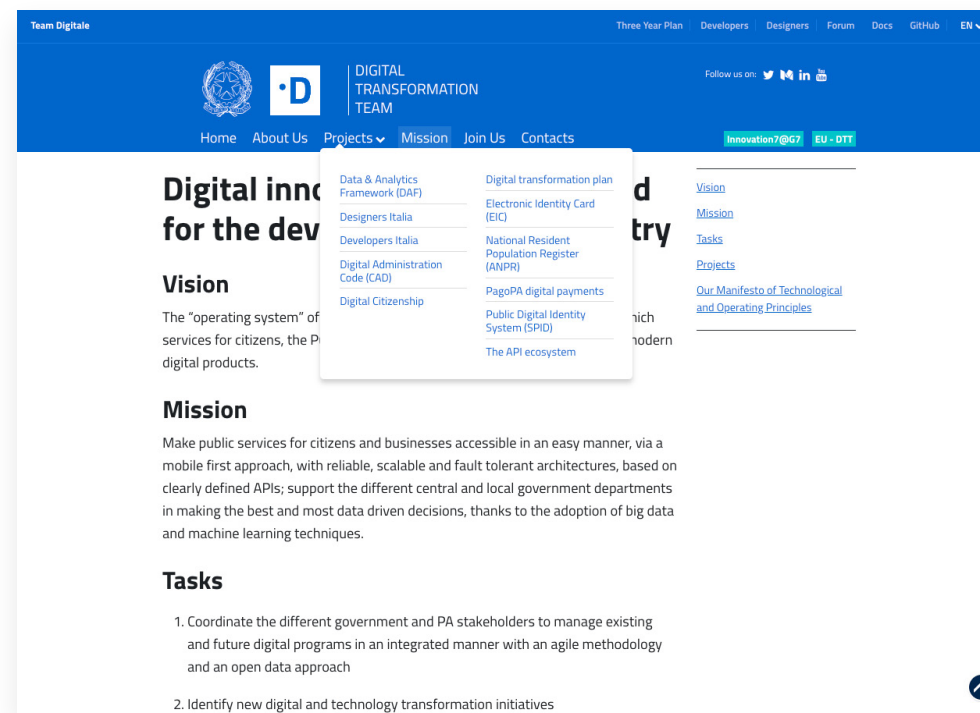 Team Digitale
Three Year Plan
Developers
Designers
Forum
Docs
GitHub
EN
·D
DIGITAL
TRANSFORMATION
TEAM
Follow us on:
You
Tube
Home
About Us
Projects
Mission
Join Us
Contacts
Innovation7@G7
EU - DTT
Data & Analytics
Framework (DAF)
Designers Italia
Developers Italia
Digital Administration
Code (CAD)
Digital Citizenship
Digital transformation plan
Electronic Identity Card
(EIC)
National Resident
Population Register
(ANPR)
PagoPA digital payments
Public Digital Identity
System (SPID)
The API ecosystem
Digital
for the
try
Vision
The “operating system” of
services for citizens, the
modern
digital products.
Mission
Make public services for citizens and businesses accessible in an easy manner, via a
mobile first approach, with reliable, scalable and fault tolerant architectures, based on
clearly defined APIs; support the different central and local government departments
in making the best and most data driven decisions, thanks to the adoption of big data
and machine learning techniques.
Tasks
1. Coordinate the different government and PA stakeholders to manage existing
and future digital programs in an integrated manner with an agile methodology
and an open data approach
2. Identify new digital and technology transformation initiatives
Vision
Mission
Tasks
Projects
Our Manifesto of Technological
and Operating Principles